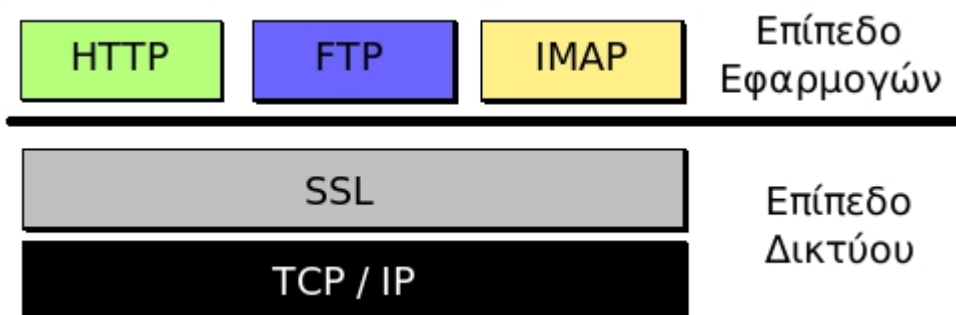 HTTP
FTP
IMAP
Επίπεδο
Εφαρμογών
SSL
TCP / IP
Επίπεδο
Δικτύου